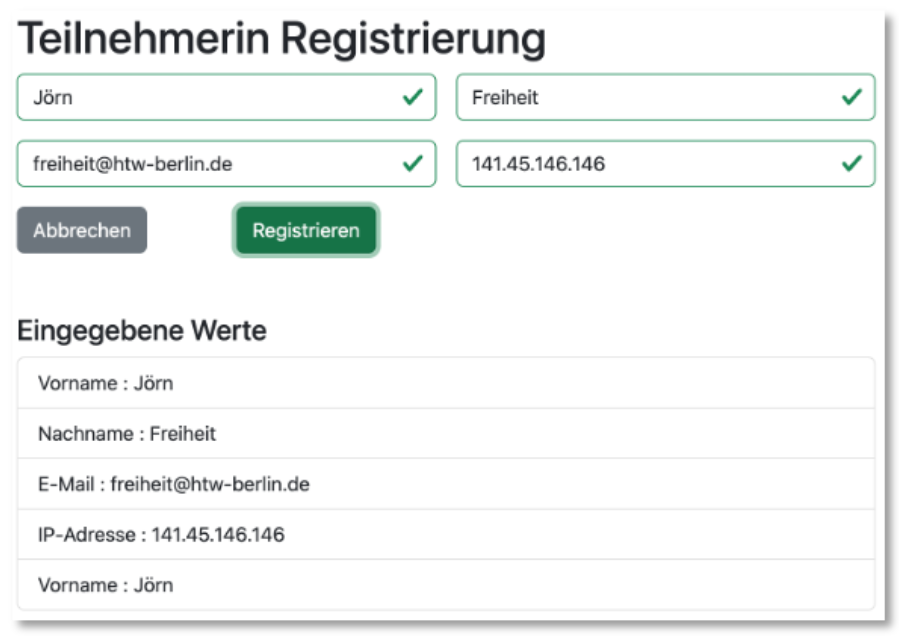 Teilnehmerin Registrierung
Jörn
Freiheit
freiheit@htw-berlin.de
141.45.146.146
Abbrechen
Registrieren
Eingegebene Werte
Vorname : Jörn
Nachname : Freiheit
E-Mail : freiheit@htw-berlin.de
IP-Adresse : 141.45.146.146
Vorname : Jörn